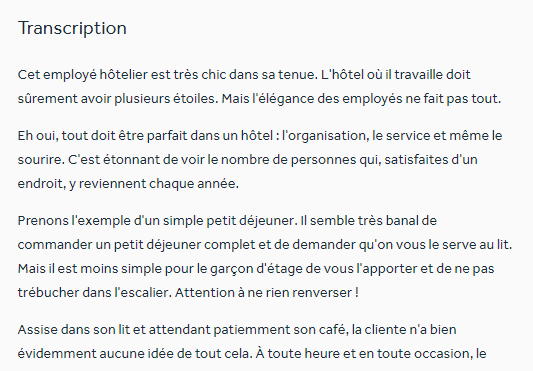 Transcription
Cet employé hôtelier est très chic dans sa tenue. L'hôtel où il travaille doit
sûrement avoir plusieurs étoiles. Mais l'élégance des employés ne fait pas tout.
Eh oui, tout doit être parfait dans un hôtel : l'organisation, le service et même le
sourire. C'est étonnant de voir le nombre de personnes qui, satisfaites d'un
endroit, y reviennent chaque année.
Prenons l'exemple d'un simple petit déjeuner. Il semble très banal de
commander un petit déjeuner complet et de demander qu'on vous le serve au lit.
Mais il est moins simple pour le garçon d'étage de vous l'apporter et de ne pas
trébucher dans l'escalier. Attention à ne rien renverser !
Assise dans son lit et attendant patiemment son café, la cliente n'a bien
évidemment aucune idée de tout cela. À toute heure et en toute occasion, le